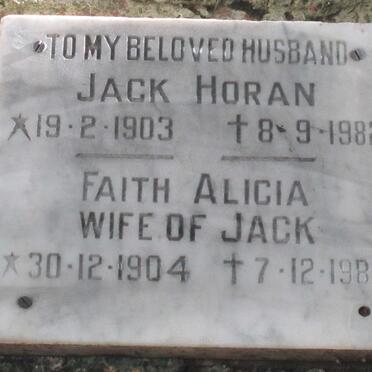 TO MY BELOVED HUSBAND
JACK HORAN
★19·2·1903 †8·9·1982
FAITH ALICIA
WIFE OF JACK
★30·12·1904 †7·12·198